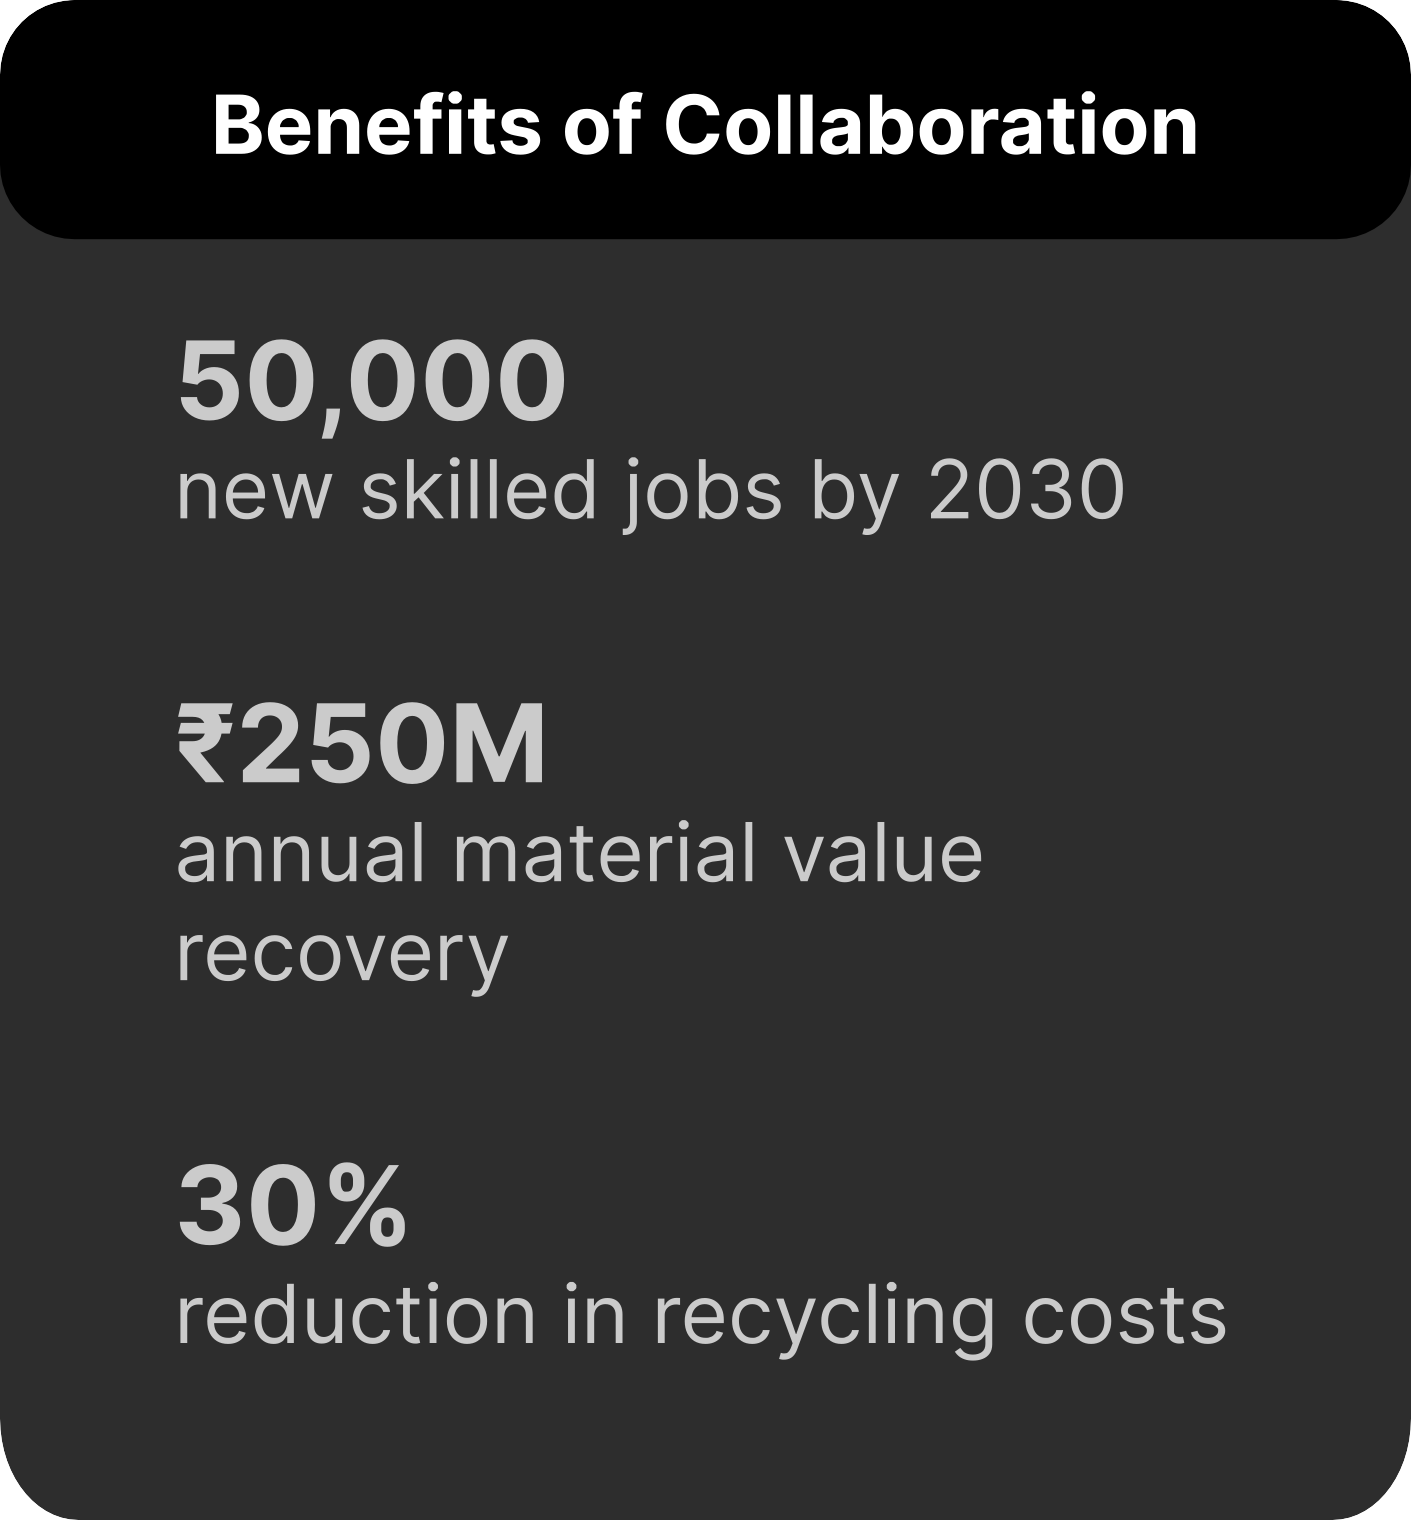 Benefits of Collaboration
50,000
new skilled jobs by 2030
₹250M
annual material value
recovery
30%
reduction in recycling costs